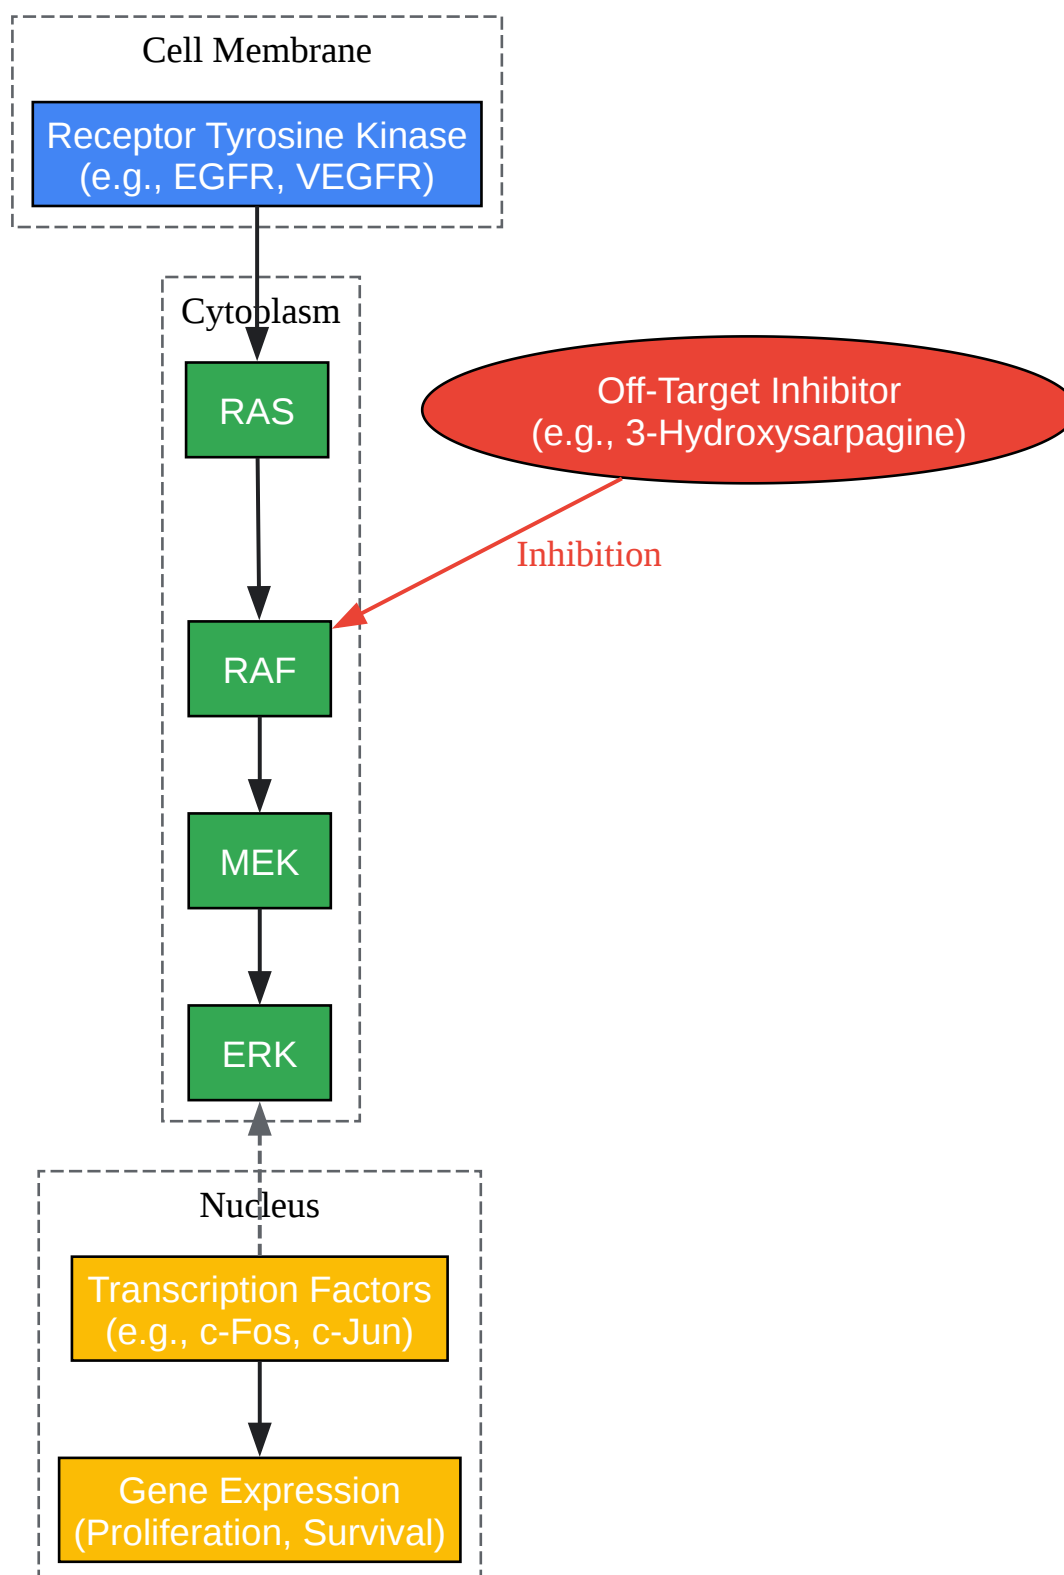 Cell Membrane
Receptor Tyrosine Kinase
(e.g., EGFR, VEGFR)
Cytoplasm
RAS
Off-Target Inhibitor
(e.g., 3-Hydroxysarpagine)
Inhibition
RAF
MEK
ERK
Nucleus
Transcription Factors
(e.g., c-Fos, c-Jun)
Gene Expression
(Proliferation, Survival)